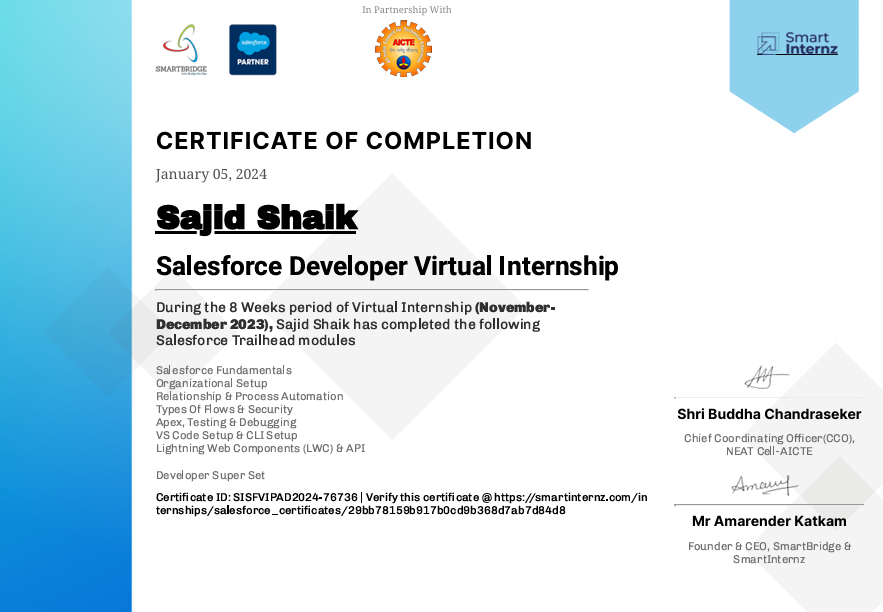 In Partnership With
SMARTBRIDGE
salesforce
PARTNER
AICTE
Smart
Internz
CERTIFICATE OF COMPLETION
January 05, 2024
Sajid Shaik
Salesforce Developer Virtual Internship
During the 8 Weeks period of Virtual Internship (November-
December 2023), Sajid Shaik has completed the following
Salesforce Trailhead modules
Salesforce Fundamentals
Organizational Setup
Relationship & Process Automation
Types Of Flows & Security
Apex, Testing & Debugging
VS Code Setup & CLI Setup
Lightning Web Components (LWC) & API
Developer Super Set
Certificate ID: SISFVIPAD2024-76736 | Verify this certificate @ https://smartinternz.com/in
ternships/salesforce_certificates/29bb78159b917b0cd9b368d7ab7d84d8
Shri Buddha Chandraseker
Chief Coordinating Officer(CCO),
NEAT Cell-AICTE
Mr Amarender Katkam
Founder & CEO, SmartBridge &
SmartInternz